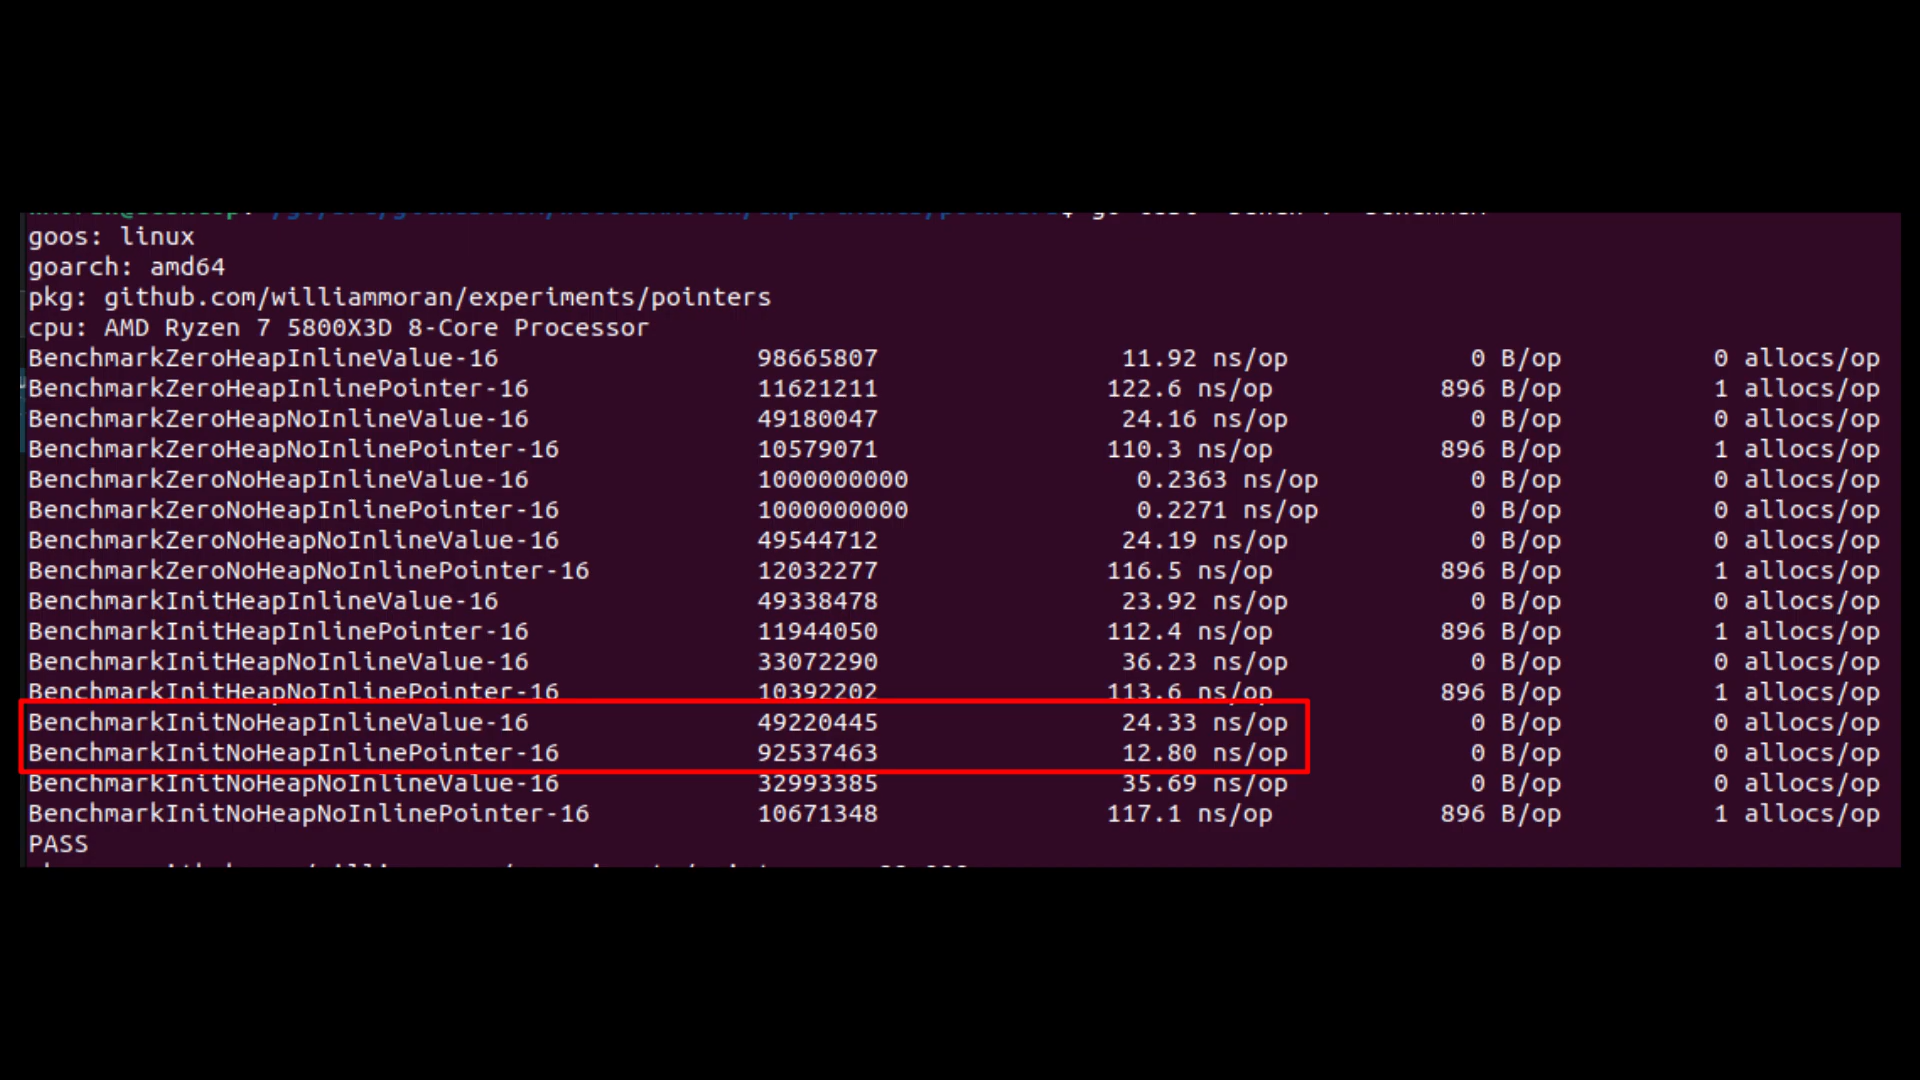 goos: linux
goarch: amd64
pkg: github.com/williammoran/experiments/pointers
cpu: AMD Ryzen 7 5800X3D 8-Core Processor
BenchmarkZeroHeapInlineValue-16 98665807 11.92 ns/op 0 B/op 0 allocs/op
BenchmarkZeroHeapInlinePointer-16 11621211 122.6 ns/op 896 B/op 1 allocs/op
BenchmarkZeroHeapNoInlineValue-16 49180047 24.16 ns/op 0 B/op 0 allocs/op
BenchmarkZeroHeapNoInlinePointer-16 10579071 110.3 ns/op 896 B/op 1 allocs/op
BenchmarkZeroNoHeapInlineValue-16 1000000000 0.2363 ns/op 0 B/op 0 allocs/op
BenchmarkZeroNoHeapInlinePointer-16 1000000000 0.2271 ns/op 0 B/op 0 allocs/op
BenchmarkZeroNoHeapNoInlineValue-16 49544712 24.19 ns/op 0 B/op 0 allocs/op
BenchmarkZeroNoHeapNoInlinePointer-16 12032277 116.5 ns/op 896 B/op 1 allocs/op
BenchmarkInitHeapInlineValue-16 49338478 23.92 ns/op 0 B/op 0 allocs/op
BenchmarkInitHeapInlinePointer-16 11944050 112.4 ns/op 896 B/op 1 allocs/op
BenchmarkInitHeapNoInlineValue-16 33072290 36.23 ns/op 0 B/op 0 allocs/op
BenchmarkInitHeapNoInlinePointer-16 10392202 113.6 ns/op 896 B/op 1 allocs/op
BenchmarkInitNoHeapInlineValue-16 49220445 24.33 ns/op 0 B/op 0 allocs/op
BenchmarkInitNoHeapInlinePointer-16 92537463 12.80 ns/op 0 B/op 0 allocs/op
BenchmarkInitNoHeapNoInlineValue-16 32993385 35.69 ns/op 0 B/op 0 allocs/op
BenchmarkInitNoHeapNoInlinePointer-16 10671348 117.1 ns/op 896 B/op 1 allocs/op
PASS